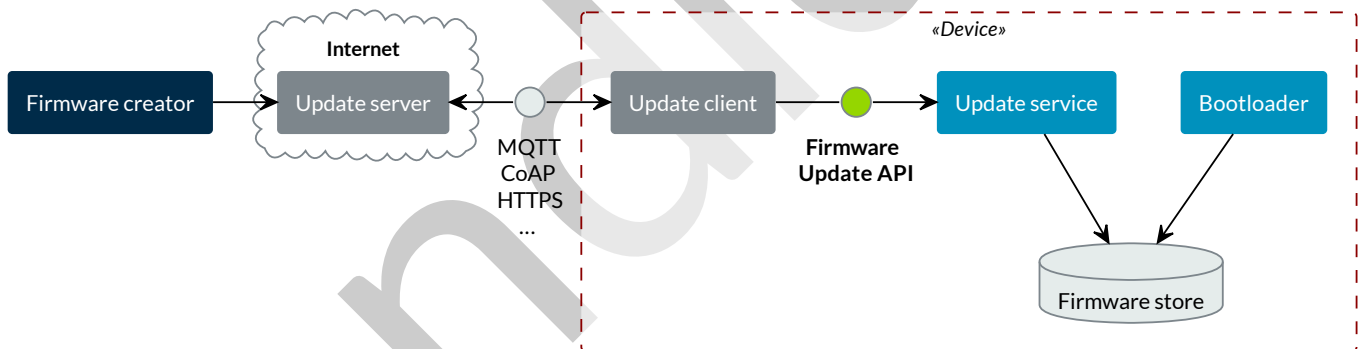 «Device»
Internet
Firmware creator
Update server
Update client
Update service
Bootloader
MQTT
CoAP
HTTPS
...
Firmware
Update API
Firmware store